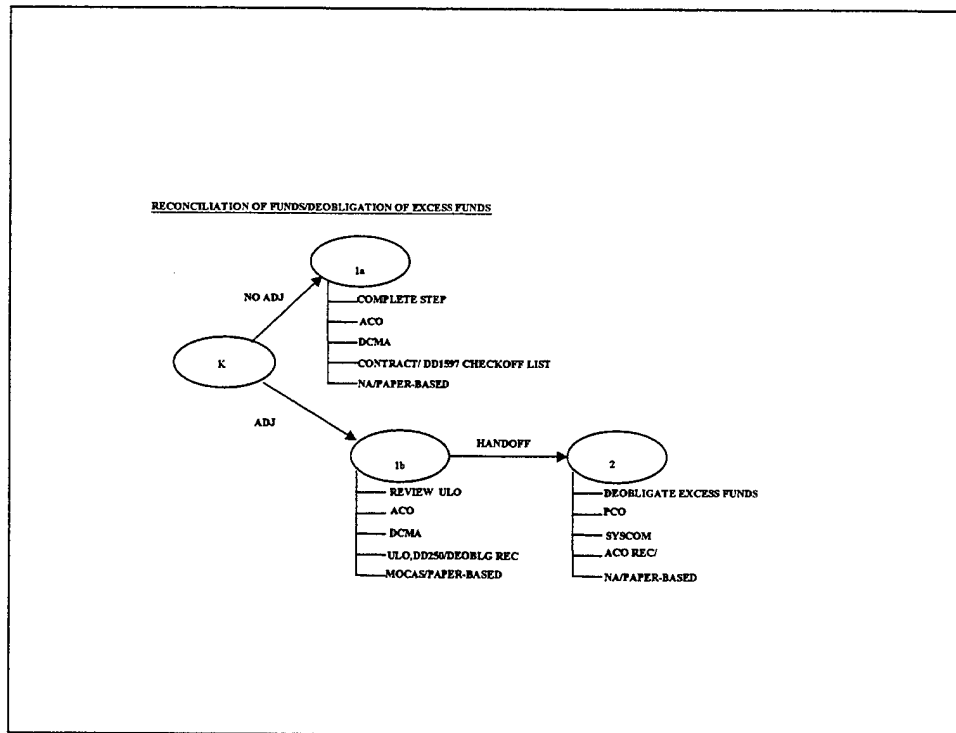 RECONCILIATION OF FUNDS/DEOBLIGATION OF EXCESS FUNDS
1a
NO ADJ
COMPLETE STEP
ACO
DCMA
CONTRACT/ DD1597 CHECKOFF LIST
NA/PAPER-BASED
K
ADJ
1b
HANDOFF
2
REVIEW ULO
ACO
DCMA
ULO,DD250/DEOBLG REC
MOCAS/PAPER-BASED
DEOBLIGATE EXCESS FUNDS
PCO
SYSCOM
ACO REC/
NA/PAPER-BASED